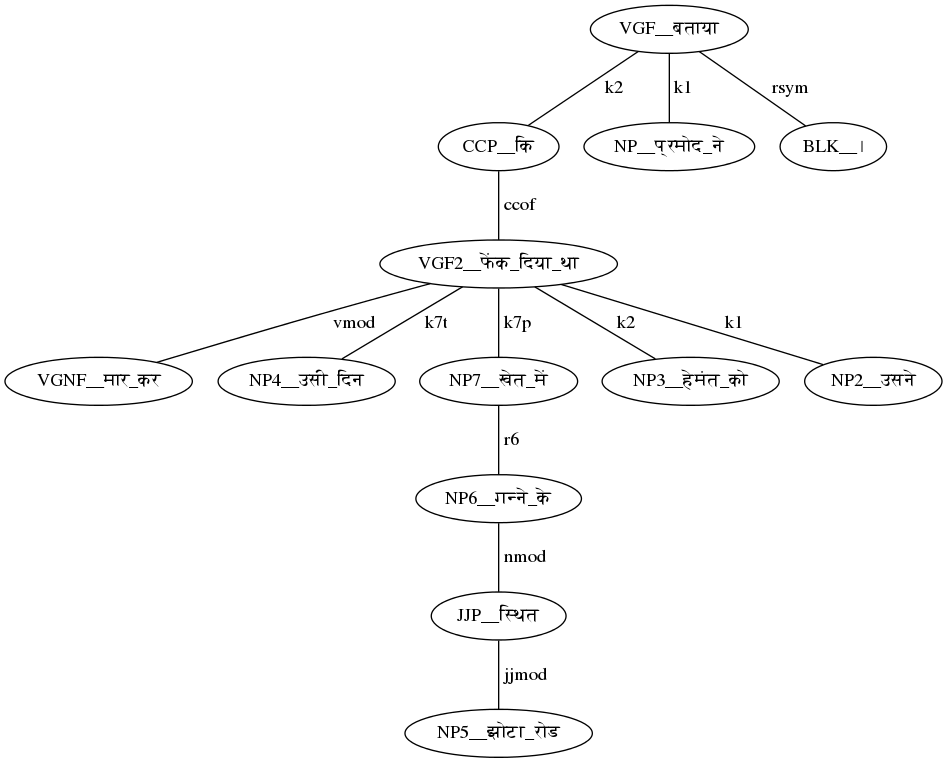 VGF__बताया
k2 k1 rsym
CCP__कि NP__प्रमोद_ने BLK__।
ccof
VGF2__फेंक_दिया_था
vmod k7t k7p k2 k1
VGNF__मार_कर NP4__उसी_दिन NP7__खेत_में NP3__हेमंत_को NP2__उसने
r6
NP6__गन्ने_के
nmod
JJP__स्थित
jjmod
NP5__झोटा_रोड